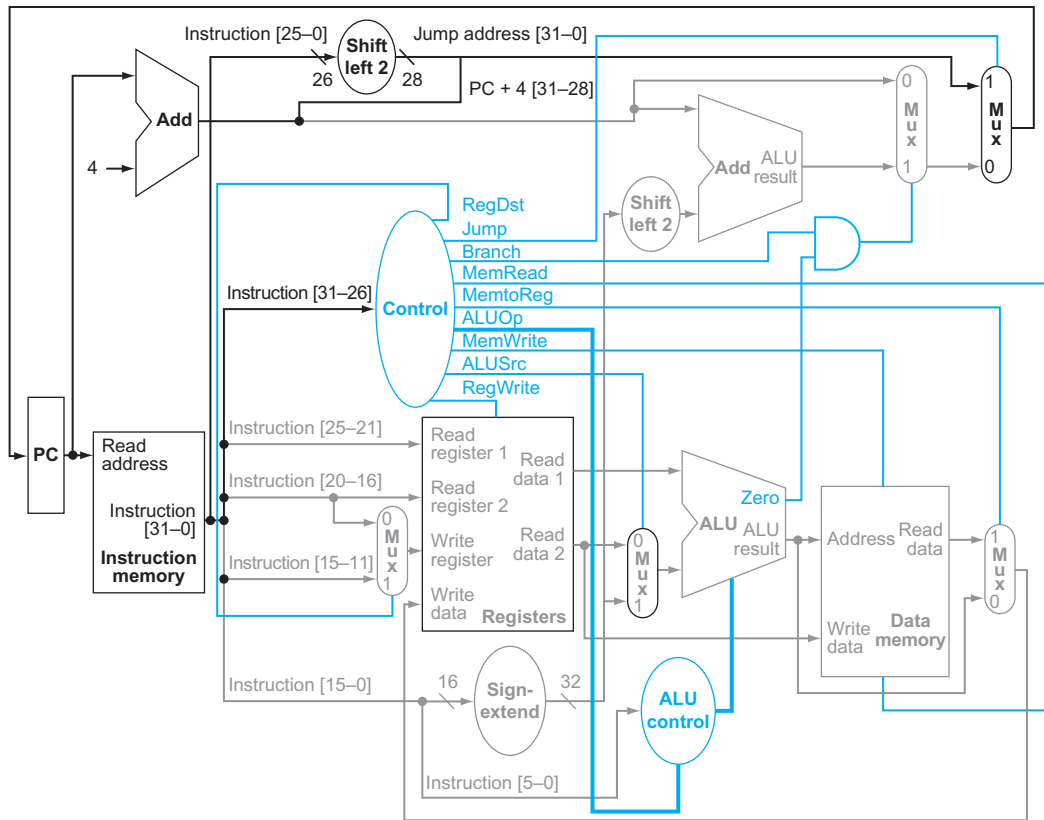 Instruction [25–0]
Shift
left 2
Jump address [31–0]
26
28
PC + 4 [31–28]
Add
4
0
M
u
x
1
1
M
u
x
0
Add
ALU
result
Shift
left 2
RegDst
Jump
Branch
MemRead
MemtoReg
ALUOp
MemWrite
ALUSrc
RegWrite
Control
Instruction [31–26]
PC
Read
address
Instruction
[31–0]
Instruction
memory
Instruction [25–21]
Instruction [20–16]
Instruction [15–11]
0
M
u
x
1
Read
register 1
Read
register 2
Write
register
Write
data
Read
data 1
Read
data 2
Registers
0
M
u
x
1
Zero
ALU
ALU
result
Address
Read
data
Write
data
Data
memory
1
M
u
x
0
Instruction [15–0]
16
Sign-
extend
32
ALU
control
Instruction [5–0]